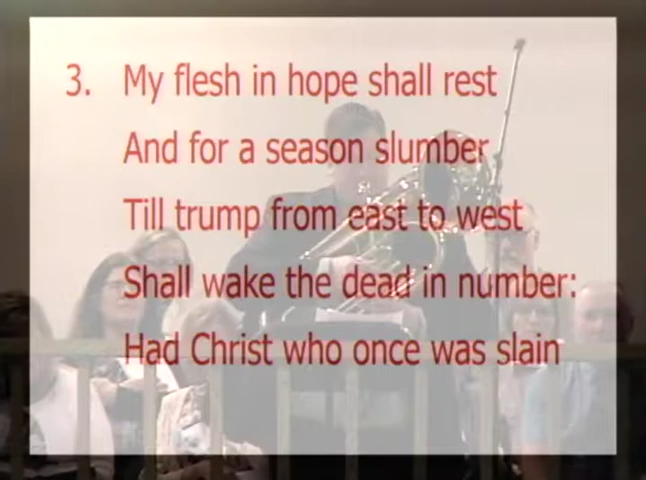 3. My flesh in hope shall rest
And for a season slumber
Till trump from east to west
Shall wake the dead in number:
Had Christ who once was slain